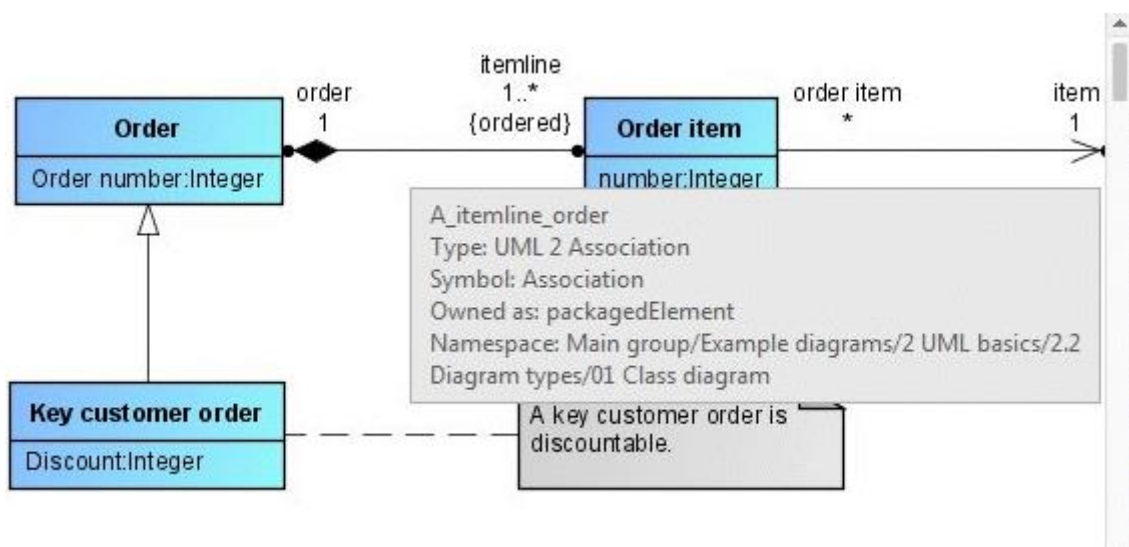 itemline
order
1..*
order item
item
1
{ordered}
*
1
Order
Order item
Order number:Integer
number:Integer
A_itemline_order
Type: UML 2 Association
Symbol: Association
Owned as: packagedElement
Namespace: Main group/Example diagrams/2 UML basics/2.2
Diagram types/01 Class diagram
Key customer order
Discount:Integer
A key customer order is
discountable.